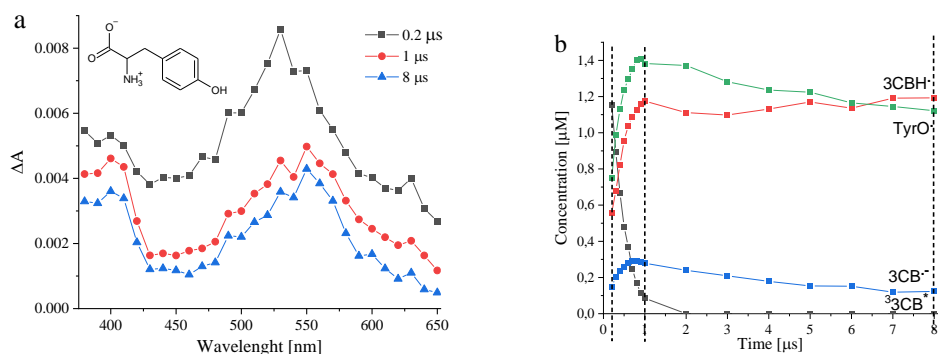 a
0.2 µs
1 µs
8 µs
O⁻
O
NH₃⁺
OH
0.008
0.006
0.004
0.002
0.000
ΔA
400 450 500 550 600 650
Wavelenght [nm]
b
1,4
1,2
1,0
0,8
0,6
0,4
0,2
0,0
Concentration [µM]
3CBH·
TyrO·
3CB·⁻
³3CB*
0 1 2 3 4 5 6 7 8
Time [µs]